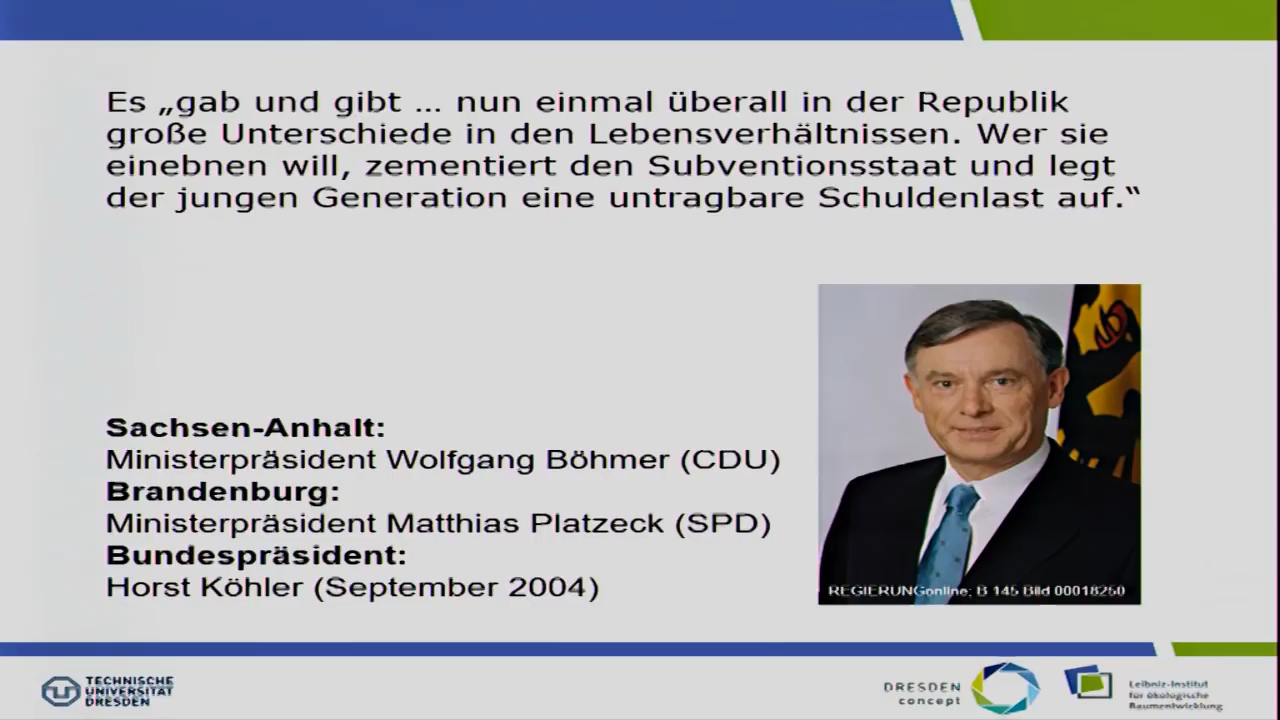 Es „gab und gibt ... nun einmal überall in der Republik
große Unterschiede in den Lebensverhältnissen. Wer sie
einebnen will, zementiert den Subventionsstaat und legt
der jungen Generation eine untragbare Schuldenlast auf.“
Sachsen-Anhalt:
Ministerpräsident Wolfgang Böhmer (CDU)
Brandenburg:
Ministerpräsident Matthias Platzeck (SPD)
Bundespräsident:
Horst Köhler (September 2004)
REGIERUNGonline; B 145 Bild 00018250
TECHNISCHE
UNIVERSITÄT
DRESDEN
DRESDEN
concept
Leibniz-Institut
für ökologische
Raumentwicklung